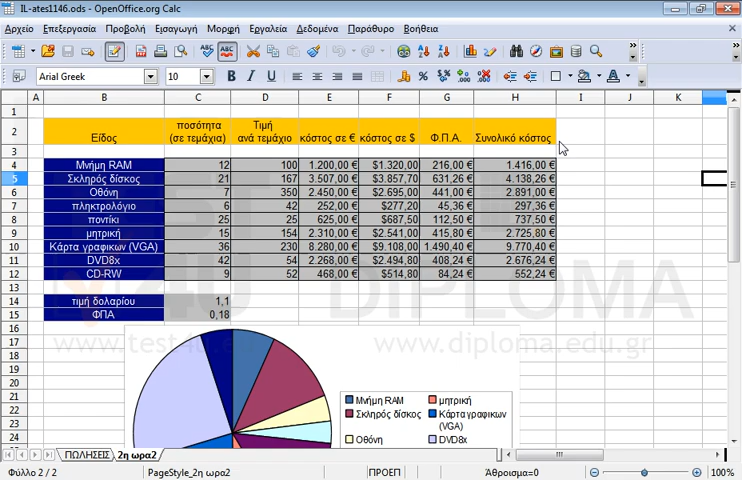 IL-ates1146.ods - OpenOffice.org Calc
Αρχείο Επεξεργασία Προβολή Εισαγωγή Μορφή Εργαλεία Δεδομένα Παράθυρο Βοήθεια
Arial Greek 10 B I U
A B C D E F G H I J K
1
2 Είδος ποσότητα (σε τεμάχια) Τιμή ανά τεμάχιο κόστος σε € κόστος σε $ Φ.Π.Α. Συνολικό κόστος
3
4 Μνήμη RAM 12 100 1.200,00 € $1.320,00 216,00 € 1.416,00 €
5 Σκληρός δίσκος 21 167 3.507,00 € $3.857,70 631,26 € 4.138,26 €
6 Οθόνη 7 350 2.450,00 € $2.695,00 441,00 € 2.891,00 €
7 πληκτρολόγιο 6 42 252,00 € $277,20 45,36 € 297,36 €
8 ποντίκι 25 25 625,00 € $687,50 112,50 € 737,50 €
9 μητρική 15 154 2.310,00 € $2.541,00 415,80 € 2.725,80 €
10 Κάρτα γραφικων (VGA) 36 230 8.280,00 € $9.108,00 1.490,40 € 9.770,40 €
11 DVD8x 42 54 2.268,00 € $2.494,80 408,24 € 2.676,24 €
12 CD-RW 9 52 468,00 € $514,80 84,24 € 552,24 €
13
14 τιμή δολαρίου 1,1
15 ΦΠΑ 0,18
TEST4U DIPLOMA
www.test4u.eu www.diploma.edu.gr
16
17
18
19
20
21
22
23
24
Μνήμη RAM μητρική
Σκληρός δίσκος Κάρτα γραφικων (VGA)
Οθόνη DVD8x
ΠΩΛΗΣΕΙΣ 2η ωρα2
Φύλλο 2 / 2 PageStyle_2η ωρα2 ΠΡΟΕΠ Άθροισμα=0 100%